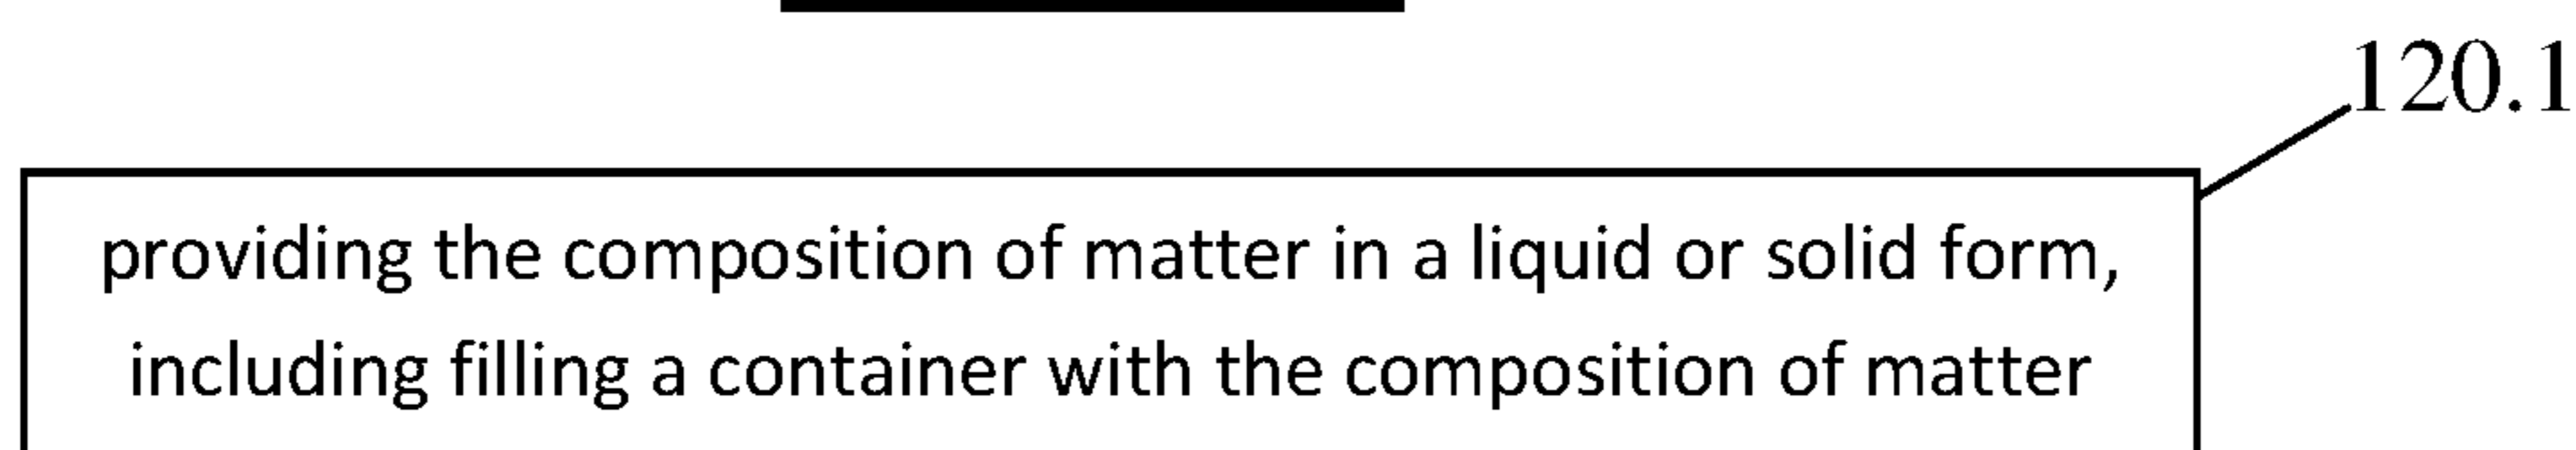 120.1
providing the composition of matter in a liquid or solid form,
including filling a container with the composition of matter